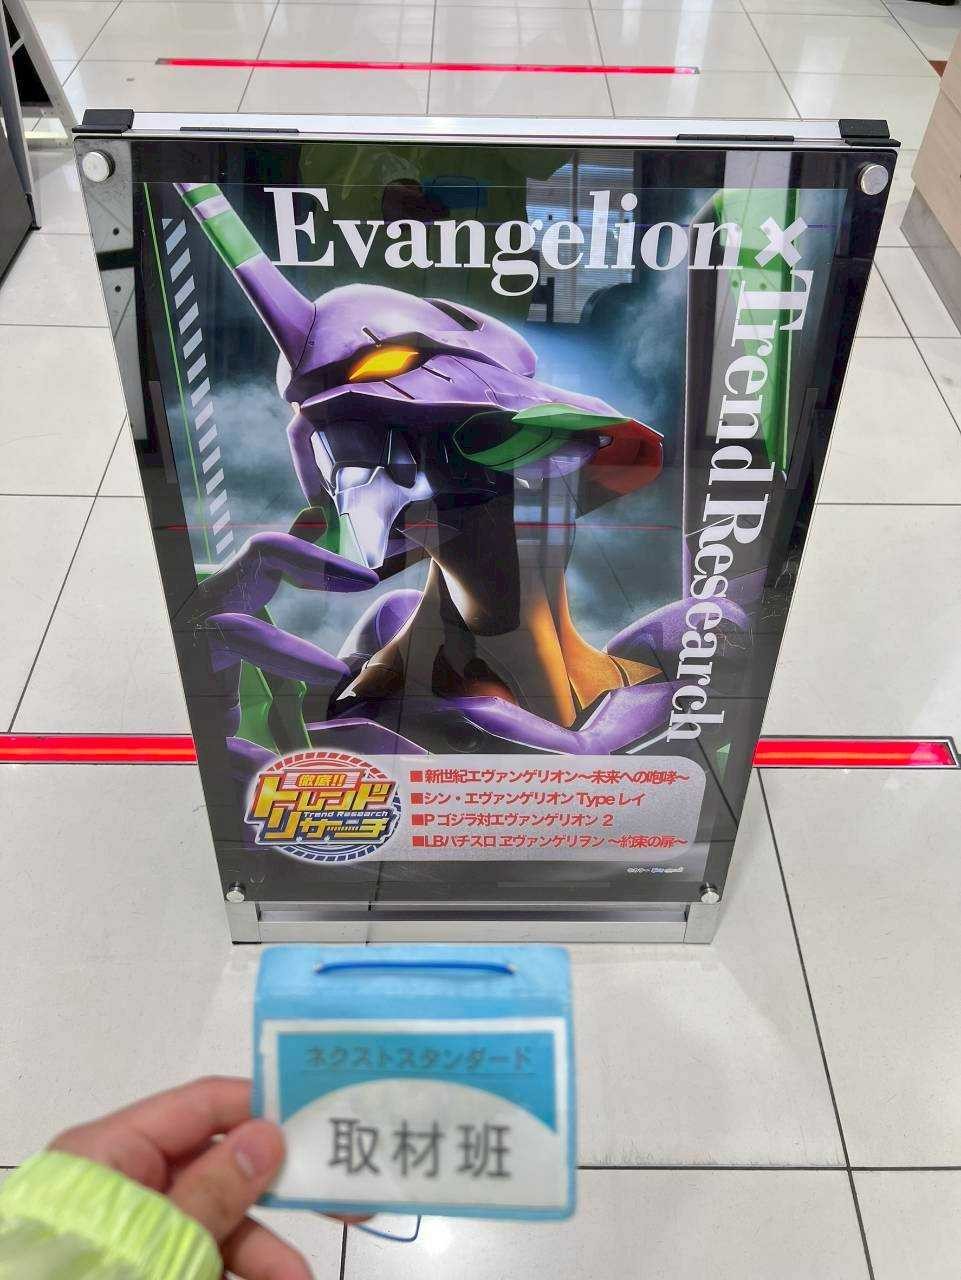 Evangelion×
Trend Research
徹底!!
トレンド
Trend Research
リサーチ
■新世紀エヴァンゲリオン～未来への咆哮～
■シン・エヴァンゲリオン Type レイ
■P ゴジラ対エヴァンゲリオン 2
■LBパチスロ ヱヴァンゲリヲン ～約束の扉～
ネクストスタンダード
取材班